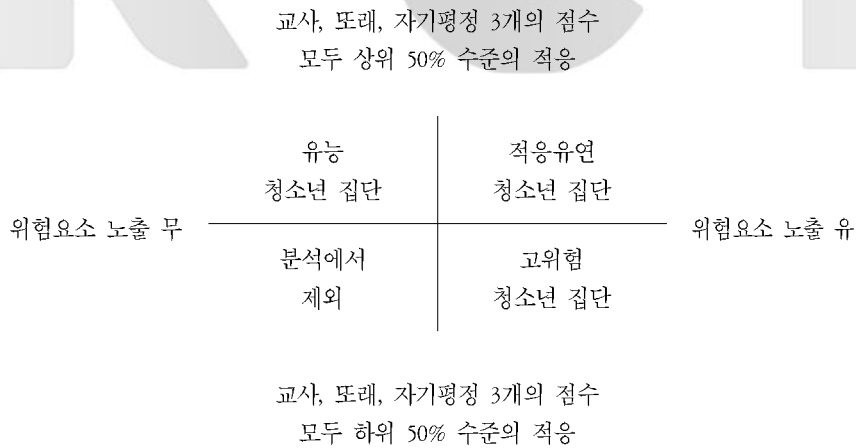 교사, 또래, 자기평정 3개의 점수
모두 상위 50% 수준의 적응
유능
청소년 집단
적응유연
청소년 집단
위험요소 노출 무
위험요소 노출 유
분석에서
제외
고위험
청소년 집단
교사, 또래, 자기평정 3개의 점수
모두 하위 50% 수준의 적응